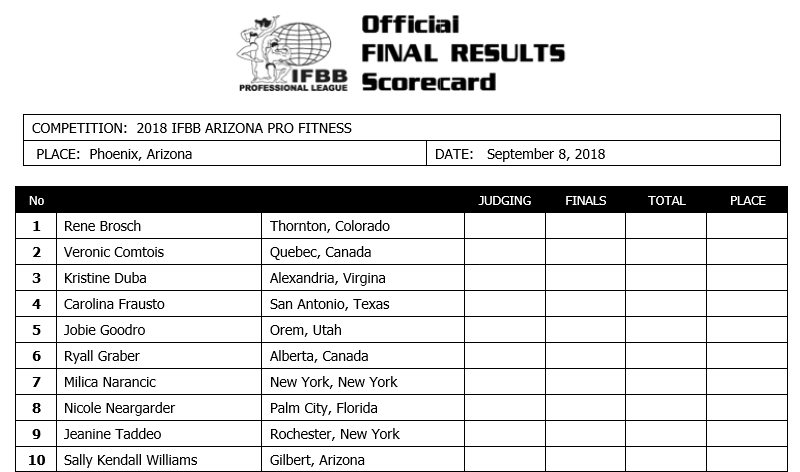 Official
FINAL RESULTS
Scorecard
IFBB
PROFESSIONAL LEAGUE
COMPETITION: 2018 IFBB ARIZONA PRO FITNESS
PLACE: Phoenix, Arizona DATE: September 8, 2018
No JUDGING FINALS TOTAL PLACE
1 Rene Brosch Thornton, Colorado
2 Veronic Comtois Quebec, Canada
3 Kristine Duba Alexandria, Virgina
4 Carolina Frausto San Antonio, Texas
5 Jobie Goodro Orem, Utah
6 Ryall Graber Alberta, Canada
7 Milica Narancic New York, New York
8 Nicole Neargarder Palm City, Florida
9 Jeanine Taddeo Rochester, New York
10 Sally Kendall Williams Gilbert, Arizona